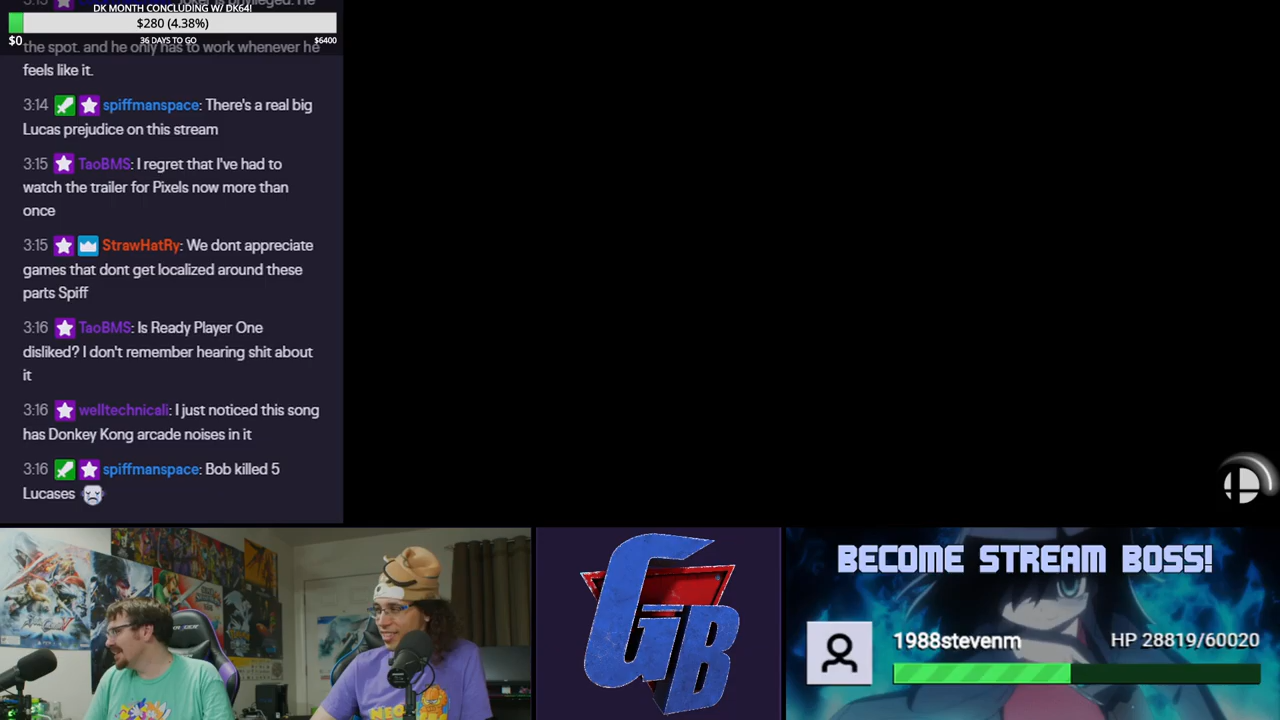 DK MONTH CONCLUDING W/ DK64!
$280 (4.38%)
$0
36 DAYS TO GO
$6400
the spot. and he only has to work whenever he
feels like it.
3:14 spiffmanspace: There's a real big
Lucas prejudice on this stream
3:15 TaoBMS: I regret that I've had to
watch the trailer for Pixels now more than
once
3:15 StrawHatRy: We dont appreciate
games that dont get localized around these
parts Spiff
3:16 TaoBMS: Is Ready Player One
disliked? I don't remember hearing shit about
it
3:16 welltechnicali: I just noticed this song
has Donkey Kong arcade noises in it
3:16 spiffmanspace: Bob killed 5
Lucases
GB
BECOME STREAM BOSS!
1988stevenm HP 28819/60020